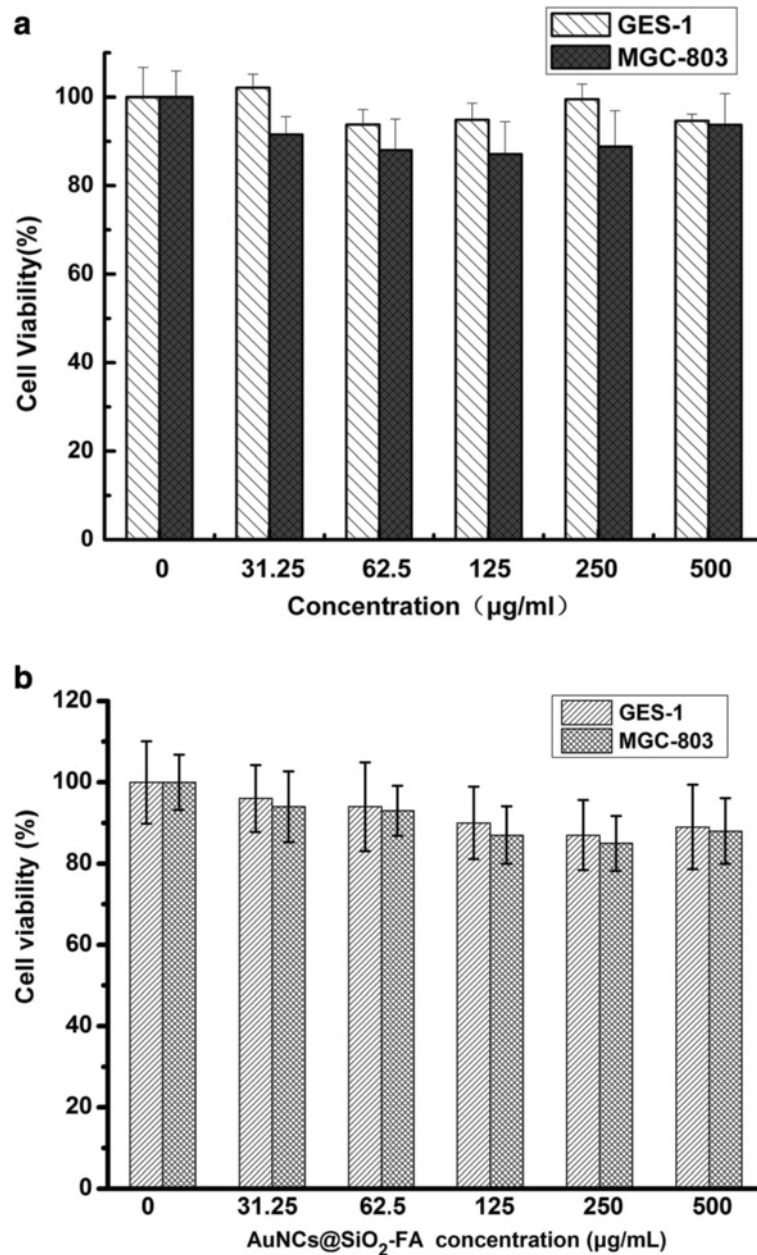 a
GES-1
MGC-803
100
80
60
40
20
0
Cell Viability(%)
0 31.25 62.5 125 250 500
Concentration（µg/ml）
b
120
100
80
60
40
20
0
GES-1
MGC-803
Cell viability (%)
0 31.25 62.5 125 250 500
AuNCs@SiO2-FA concentration (µg/mL)